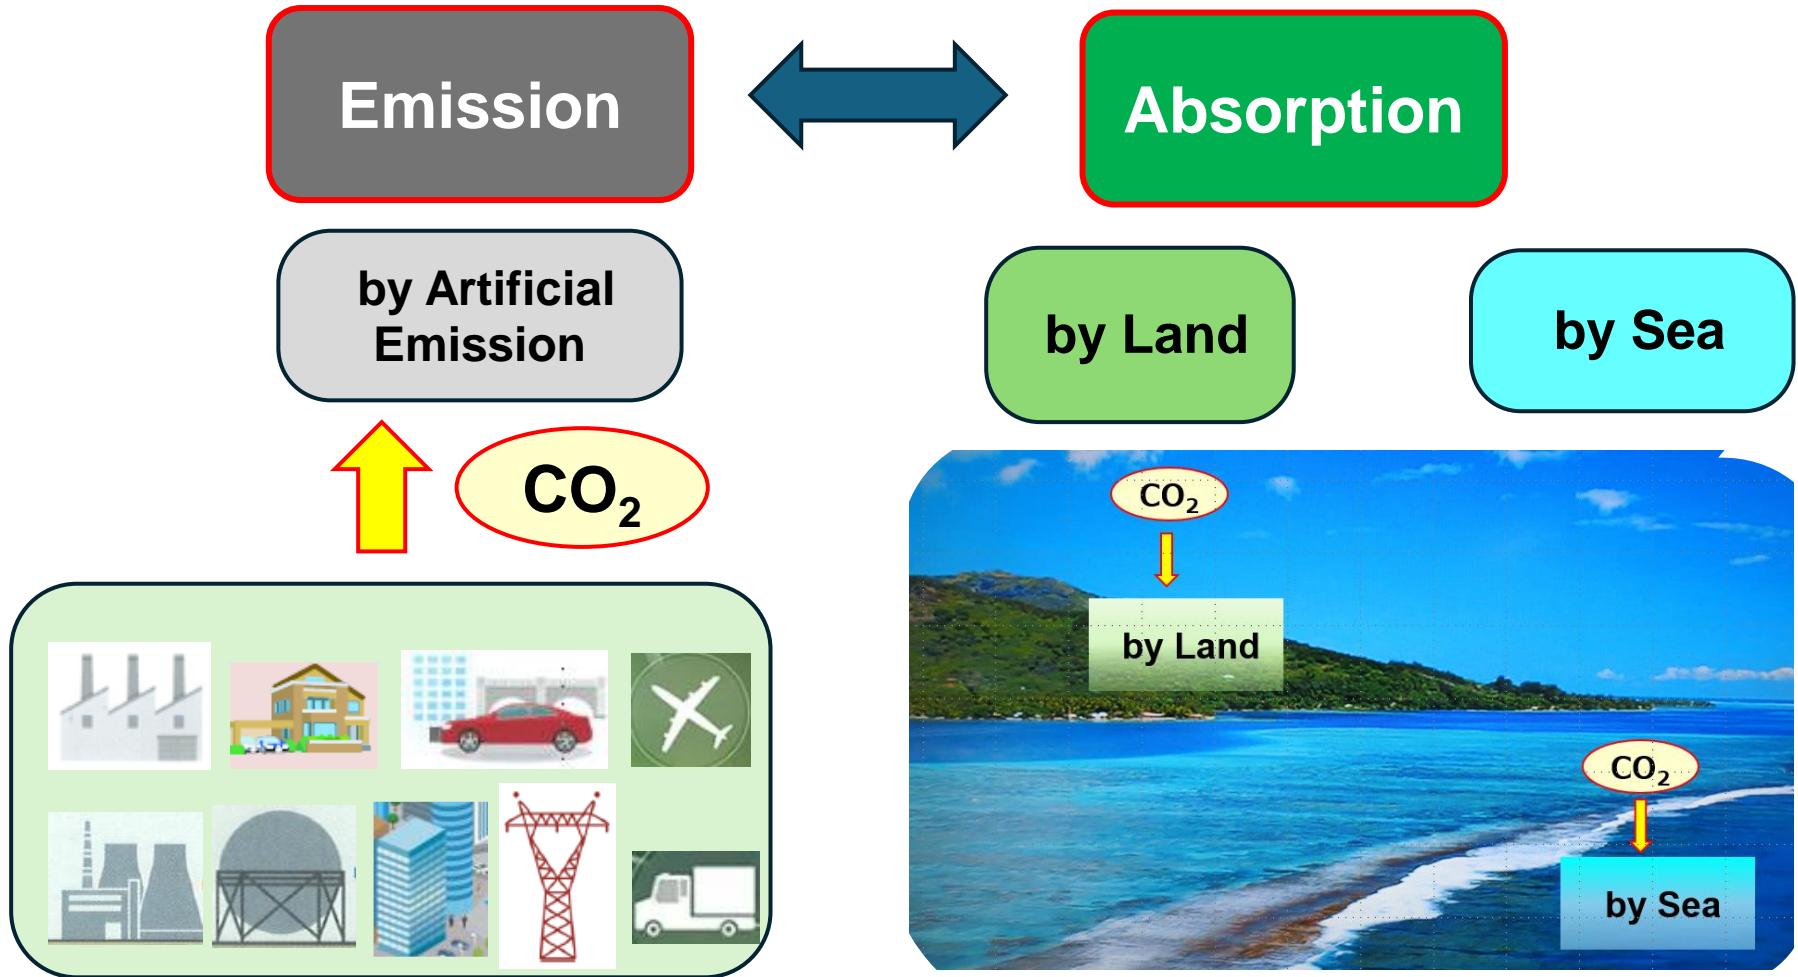 Emission
Absorption
by Artificial
Emission
by Land
by Sea
CO₂
CO₂
by Land
CO₂
by Sea